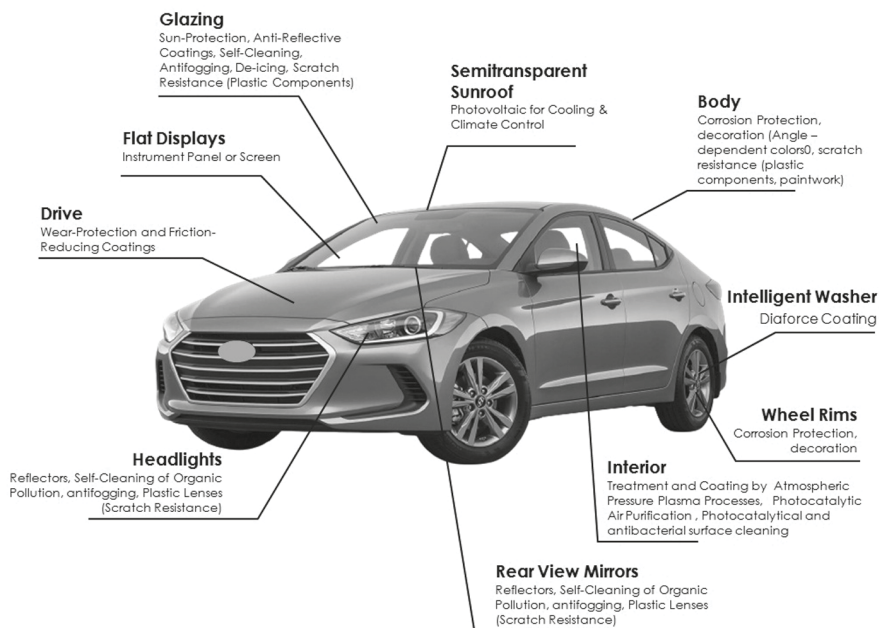 Glazing
Sun-Protection, Anti-Reflective
Coatings, Self-Cleaning,
Antifogging, De-icing, Scratch
Resistance (Plastic Components)
Semitransparent
Sunroof
Photovoltaic for Cooling &
Climate Control
Body
Corrosion Protection,
decoration (Angle –
dependent colors0, scratch
resistance (plastic
components, paintwork)
Flat Displays
Instrument Panel or Screen
Drive
Wear-Protection and Friction-
Reducing Coatings
Intelligent Washer
Diaforce Coating
Wheel Rims
Corrosion Protection,
decoration
Headlights
Reflectors, Self-Cleaning of Organic
Pollution, antifogging, Plastic Lenses
(Scratch Resistance)
Interior
Treatment and Coating by Atmospheric
Pressure Plasma Processes, Photocatalytic
Air Purification , Photocatalytical and
antibacterial surface cleaning
Rear View Mirrors
Reflectors, Self-Cleaning of Organic
Pollution, antifogging, Plastic Lenses
(Scratch Resistance)